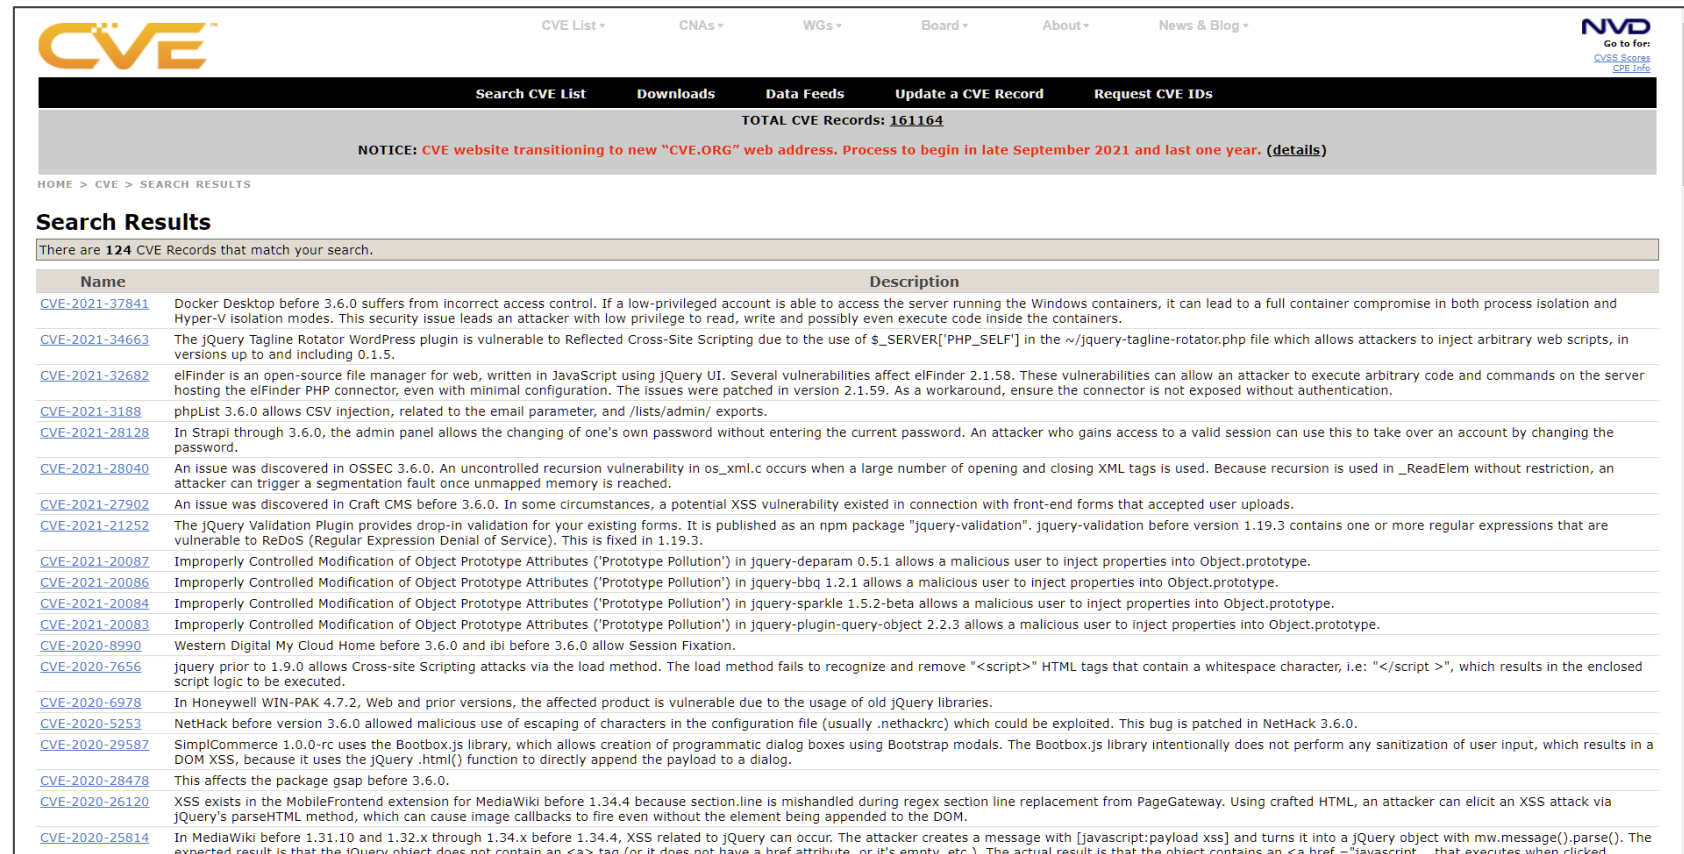 CVE™
CVE List▾ CNAs▾ WGs▾ Board▾ About▾ News & Blog▾
NVD
Go to for:
CVSS Scores
CPE Info
Search CVE List Downloads Data Feeds Update a CVE Record Request CVE IDs
TOTAL CVE Records: 161164
NOTICE: CVE website transitioning to new “CVE.ORG” web address. Process to begin in late September 2021 and last one year. (details)
HOME > CVE > SEARCH RESULTS
Search Results
There are 124 CVE Records that match your search.
Name Description
CVE-2021-37841 Docker Desktop before 3.6.0 suffers from incorrect access control. If a low-privileged account is able to access the server running the Windows containers, it can lead to a full container compromise in both process isolation and
Hyper-V isolation modes. This security issue leads an attacker with low privilege to read, write and possibly even execute code inside the containers.
CVE-2021-34663 The jQuery Tagline Rotator WordPress plugin is vulnerable to Reflected Cross-Site Scripting due to the use of $_SERVER['PHP_SELF'] in the ~/jquery-tagline-rotator.php file which allows attackers to inject arbitrary web scripts, in
versions up to and including 0.1.5.
CVE-2021-32682 elFinder is an open-source file manager for web, written in JavaScript using jQuery UI. Several vulnerabilities affect elFinder 2.1.58. These vulnerabilities can allow an attacker to execute arbitrary code and commands on the server
hosting the elFinder PHP connector, even with minimal configuration. The issues were patched in version 2.1.59. As a workaround, ensure the connector is not exposed without authentication.
CVE-2021-3188 phpList 3.6.0 allows CSV injection, related to the email parameter, and /lists/admin/ exports.
CVE-2021-28128 In Strapi through 3.6.0, the admin panel allows the changing of one's own password without entering the current password. An attacker who gains access to a valid session can use this to take over an account by changing the
password.
CVE-2021-28040 An issue was discovered in OSSEC 3.6.0. An uncontrolled recursion vulnerability in os_xml.c occurs when a large number of opening and closing XML tags is used. Because recursion is used in _ReadElem without restriction, an
attacker can trigger a segmentation fault once unmapped memory is reached.
CVE-2021-27902 An issue was discovered in Craft CMS before 3.6.0. In some circumstances, a potential XSS vulnerability existed in connection with front-end forms that accepted user uploads.
CVE-2021-21252 The jQuery Validation Plugin provides drop-in validation for your existing forms. It is published as an npm package "jquery-validation". jquery-validation before version 1.19.3 contains one or more regular expressions that are
vulnerable to ReDoS (Regular Expression Denial of Service). This is fixed in 1.19.3.
CVE-2021-20087 Improperly Controlled Modification of Object Prototype Attributes ('Prototype Pollution') in jquery-deparam 0.5.1 allows a malicious user to inject properties into Object.prototype.
CVE-2021-20086 Improperly Controlled Modification of Object Prototype Attributes ('Prototype Pollution') in jquery-bbq 1.2.1 allows a malicious user to inject properties into Object.prototype.
CVE-2021-20084 Improperly Controlled Modification of Object Prototype Attributes ('Prototype Pollution') in jquery-sparkle 1.5.2-beta allows a malicious user to inject properties into Object.prototype.
CVE-2021-20083 Improperly Controlled Modification of Object Prototype Attributes ('Prototype Pollution') in jquery-plugin-query-object 2.2.3 allows a malicious user to inject properties into Object.prototype.
CVE-2020-8990 Western Digital My Cloud Home before 3.6.0 and ibi before 3.6.0 allow Session Fixation.
CVE-2020-7656 jquery prior to 1.9.0 allows Cross-site Scripting attacks via the load method. The load method fails to recognize and remove "<script>" HTML tags that contain a whitespace character, i.e: "</script >", which results in the enclosed
script logic to be executed.
CVE-2020-6978 In Honeywell WIN-PAK 4.7.2, Web and prior versions, the affected product is vulnerable due to the usage of old jQuery libraries.
CVE-2020-5253 NetHack before version 3.6.0 allowed malicious use of escaping of characters in the configuration file (usually .nethackrc) which could be exploited. This bug is patched in NetHack 3.6.0.
CVE-2020-29587 SimplCommerce 1.0.0-rc uses the Bootbox.js library, which allows creation of programmatic dialog boxes using Bootstrap modals. The Bootbox.js library intentionally does not perform any sanitization of user input, which results in a
DOM XSS, because it uses the jQuery .html() function to directly append the payload to a dialog.
CVE-2020-28478 This affects the package gsap before 3.6.0.
CVE-2020-26120 XSS exists in the MobileFrontend extension for MediaWiki before 1.34.4 because section.line is mishandled during regex section line replacement from PageGateway. Using crafted HTML, an attacker can elicit an XSS attack via
jQuery's parseHTML method, which can cause image callbacks to fire even without the element being appended to the DOM.
CVE-2020-25814 In MediaWiki before 1.31.10 and 1.32.x through 1.34.x before 1.34.4, XSS related to jQuery can occur. The attacker creates a message with [javascript:payload xss] and turns it into a jQuery object with mw.message().parse(). The
expected result is that the jQuery object does not contain an <a> tag (or it does not have a href attribute, or it's empty, etc.). The actual result is that the object contains an <a href ="javascript... that executes when clicked.